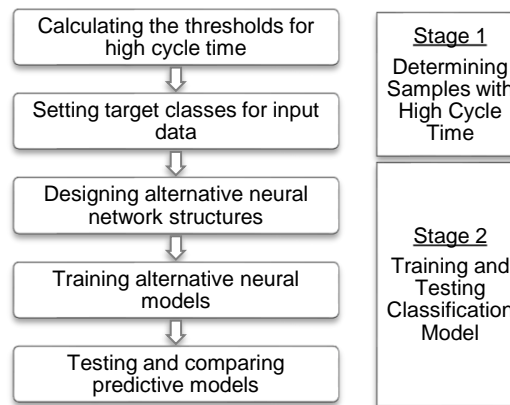 Calculating the thresholds for
high cycle time
Setting target classes for input
data
Designing alternative neural
network structures
Training alternative neural
models
Testing and comparing
predictive models
Stage 1
Determining
Samples with
High Cycle
Time
Stage 2
Training and
Testing
Classification
Model